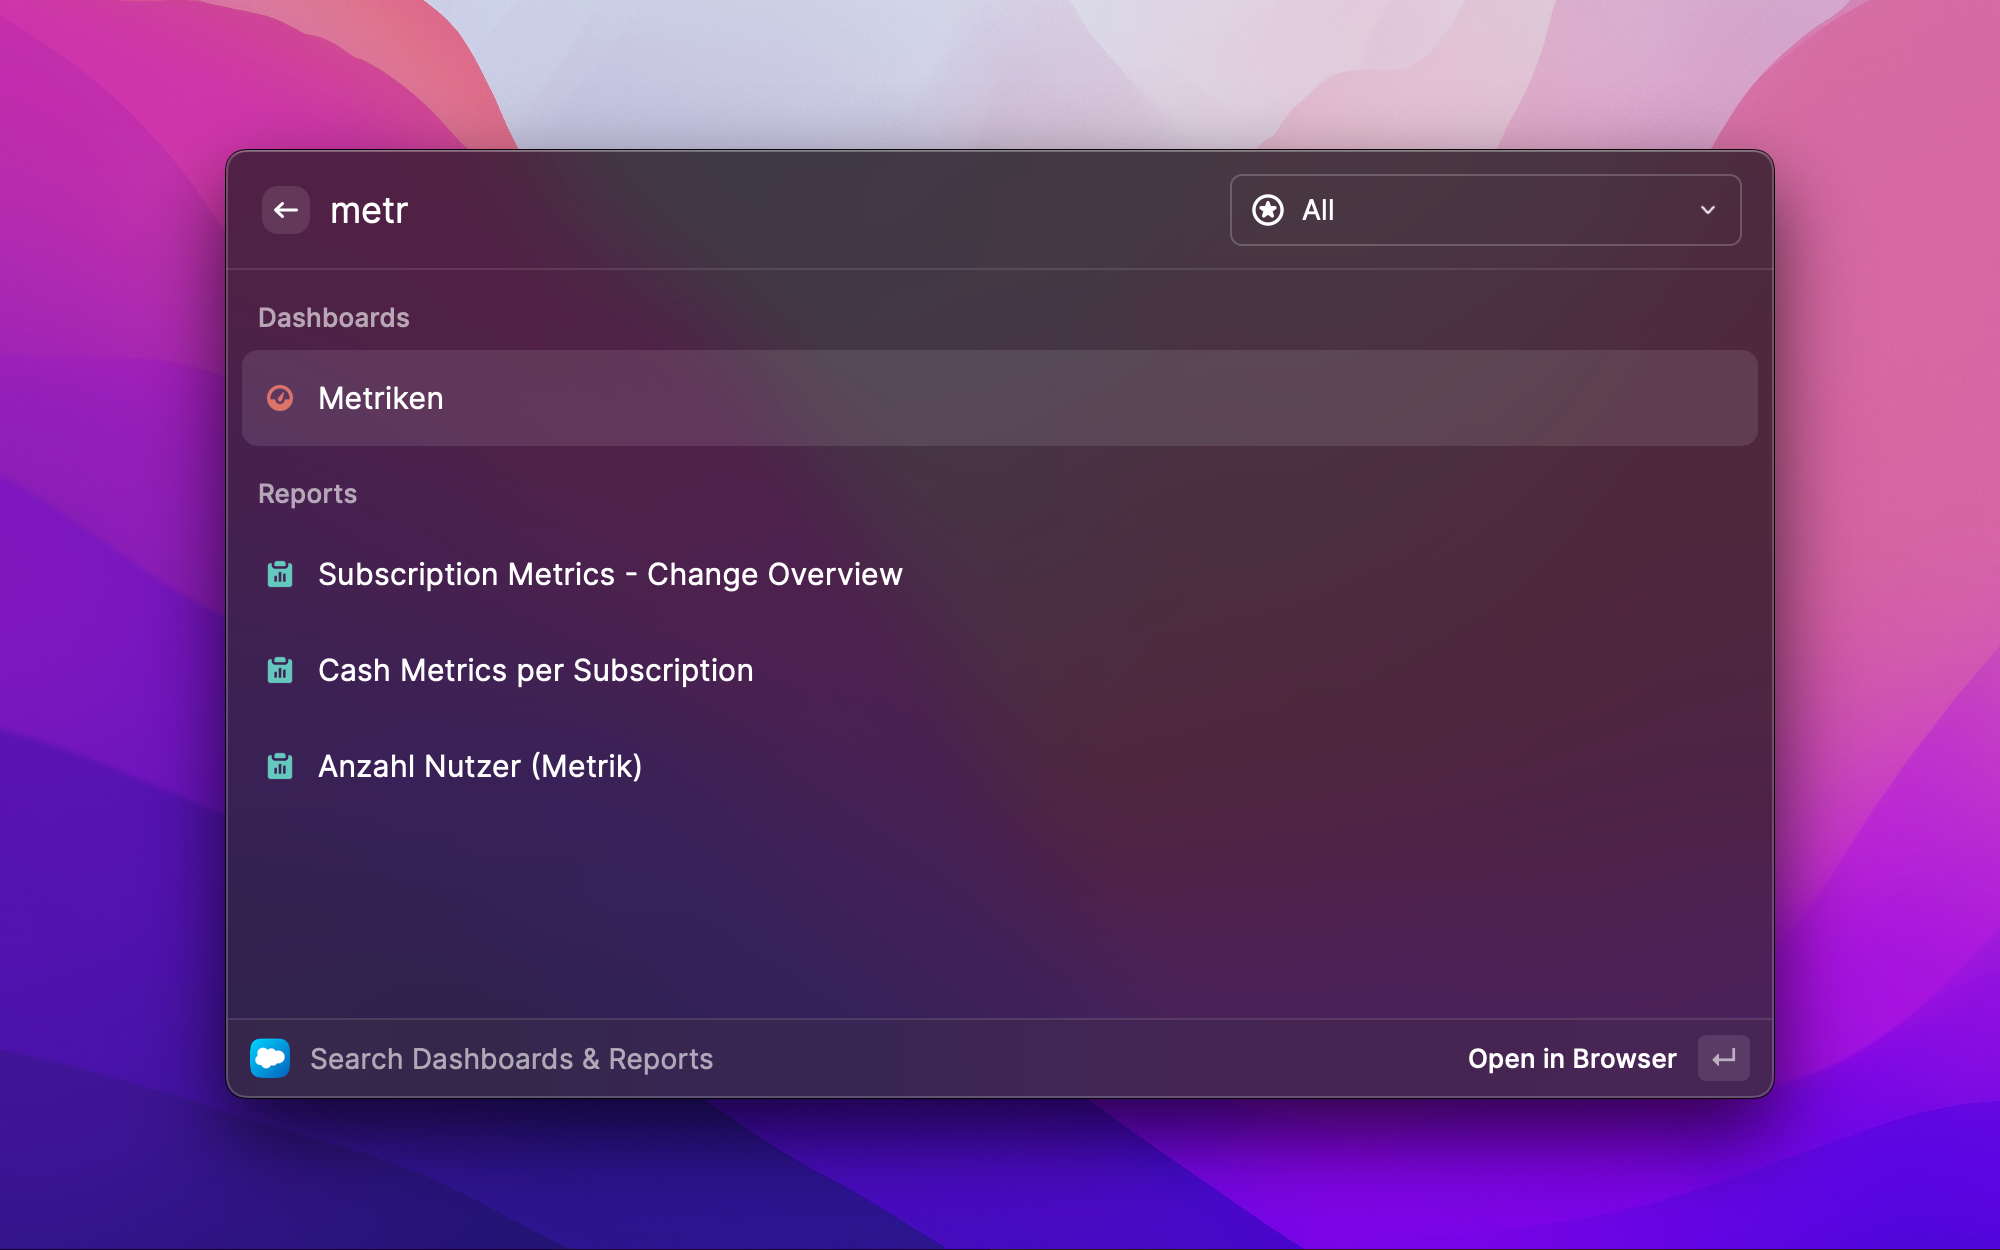 metr
All
Dashboards
Metriken
Reports
Subscription Metrics - Change Overview
Cash Metrics per Subscription
Anzahl Nutzer (Metrik)
Search Dashboards & Reports
Open in Browser